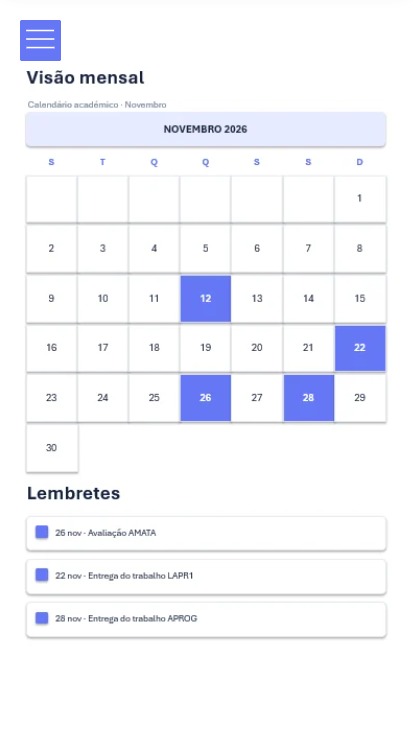 Visão mensal
Calendário académico · Novembro
NOVEMBRO 2026
S T Q Q S S D
1
2 3 4 5 6 7 8
9 10 11 12 13 14 15
16 17 18 19 20 21 22
23 24 25 26 27 28 29
30
Lembretes
26 nov · Avaliação AMATA
22 nov · Entrega do trabalho LAPR1
28 nov · Entrega do trabalho APROG